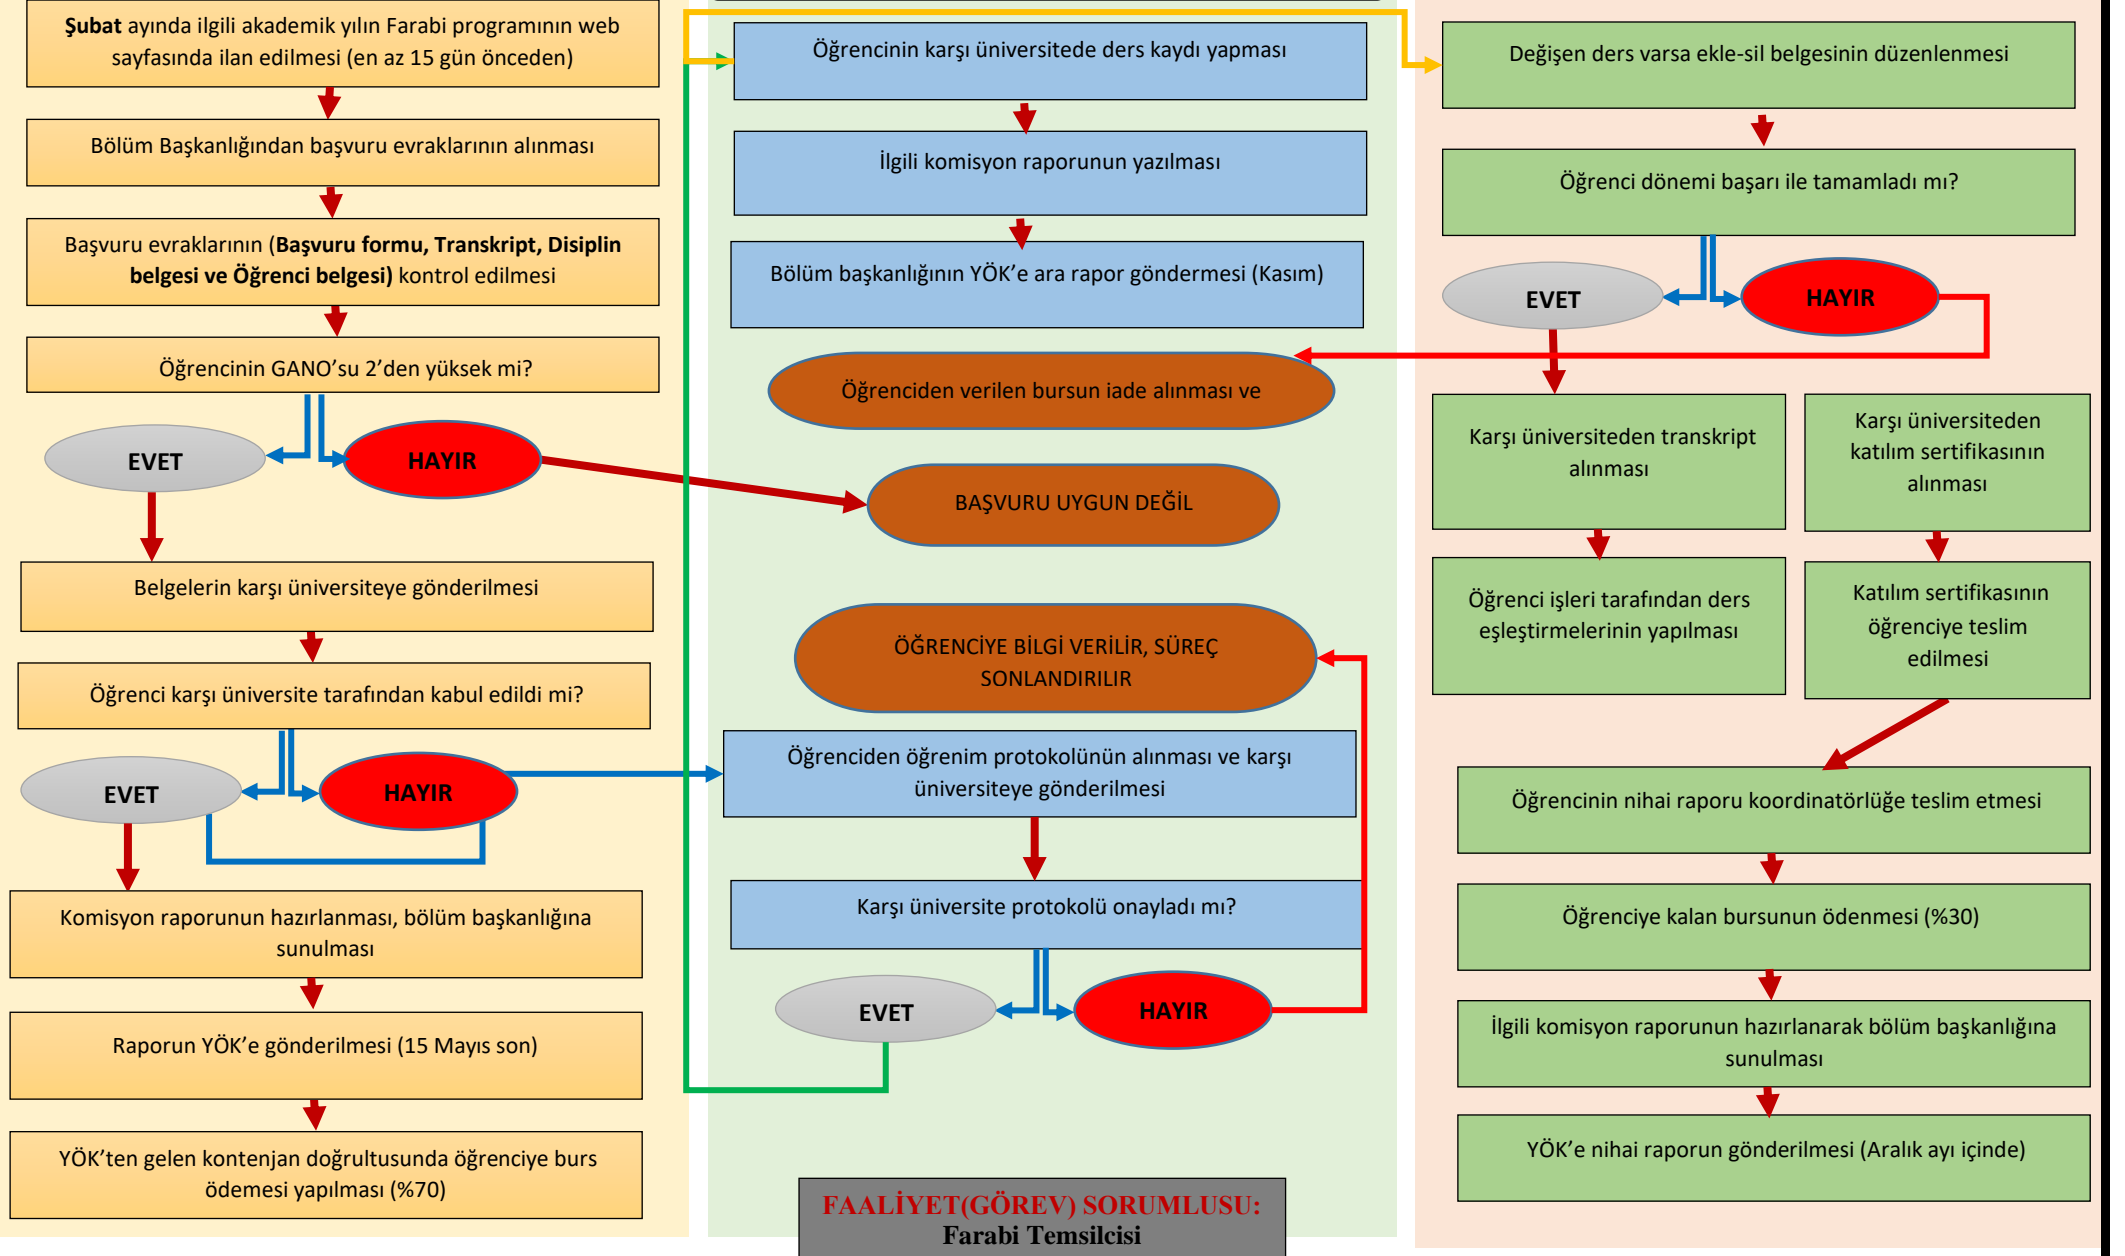 Şubat ayında ilgili akademik yılın Farabi programının web
sayfasında ilan edilmesi (en az 15 gün önceden)
Bölüm Başkanlığından başvuru evraklarının alınması
Başvuru evraklarının (Başvuru formu, Transkript, Disiplin
belgesi ve Öğrenci belgesi) kontrol edilmesi
Öğrencinin GANO’su 2’den yüksek mi?
EVET
HAYIR
Belgelerin karşı üniversiteye gönderilmesi
Öğrenci karşı üniversite tarafından kabul edildi mi?
EVET
HAYIR
Komisyon raporunun hazırlanması, bölüm başkanlığına
sunulması
Raporun YÖK’e gönderilmesi (15 Mayıs son)
YÖK’ten gelen kontenjan doğrultusunda öğrenciye burs
ödemesi yapılması (%70)
Öğrencinin karşı üniversitede ders kaydı yapması
İlgili komisyon raporunun yazılması
Bölüm başkanlığının YÖK’e ara rapor göndermesi (Kasım)
Öğrenciden verilen bursun iade alınması ve
BAŞVURU UYGUN DEĞİL
ÖĞRENCİYE BİLGİ VERİLİR, SÜREÇ
SONLANDIRILIR
Öğrenciden öğrenim protokolünün alınması ve karşı
üniversiteye gönderilmesi
Karşı üniversite protokolü onayladı mı?
EVET
HAYIR
FAALİYET(GÖREV) SORUMLUSU:
Farabi Temsilcisi
Değişen ders varsa ekle-sil belgesinin düzenlenmesi
Öğrenci dönemi başarı ile tamamladı mı?
EVET
HAYIR
Karşı üniversiteden transkript
alınması
Karşı üniversiteden
katılım sertifikasının
alınması
Öğrenci işleri tarafından ders
eşleştirmelerinin yapılması
Katılım sertifikasının
öğrenciye teslim
edilmesi
Öğrencinin nihai raporu koordinatörlüğe teslim etmesi
Öğrenciye kalan bursunun ödenmesi (%30)
İlgili komisyon raporunun hazırlanarak bölüm başkanlığına
sunulması
YÖK’e nihai raporun gönderilmesi (Aralık ayı içinde)